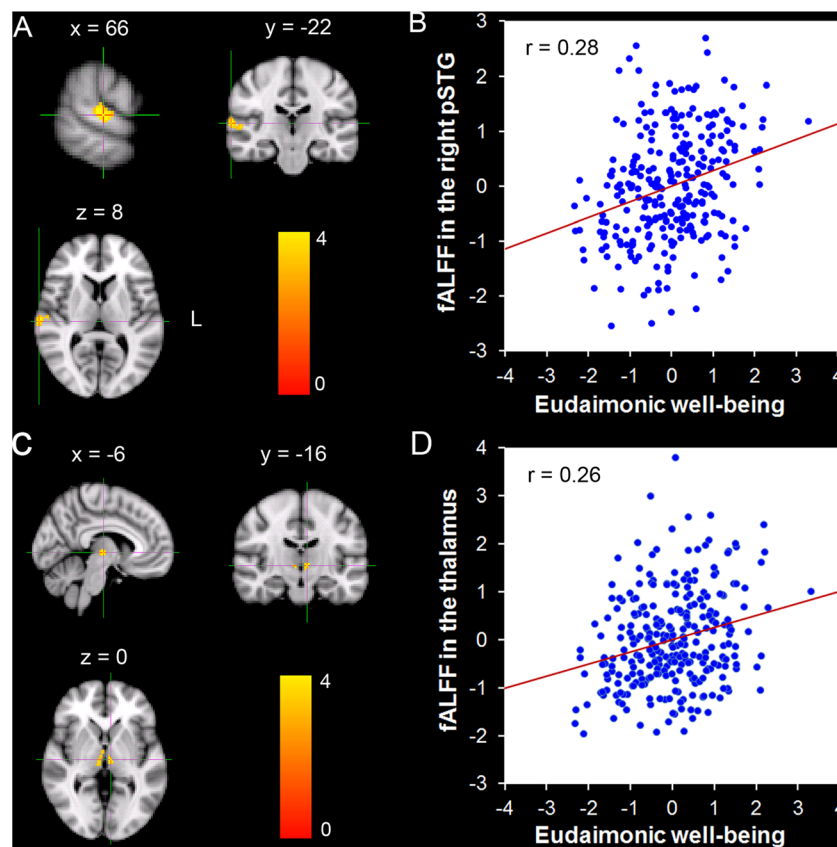 A
x = 66
y = -22
z = 8
L
4
0
B
r = 0.28
fALFF in the right pSTG
3
2
1
0
-1
-2
-3
-4 -3 -2 -1 0 1 2 3 4
Eudaimonic well-being
C
x = -6
y = -16
z = 0
4
0
D
r = 0.26
fALFF in the thalamus
4
3
2
1
0
-1
-2
-3
-4 -3 -2 -1 0 1 2 3 4
Eudaimonic well-being